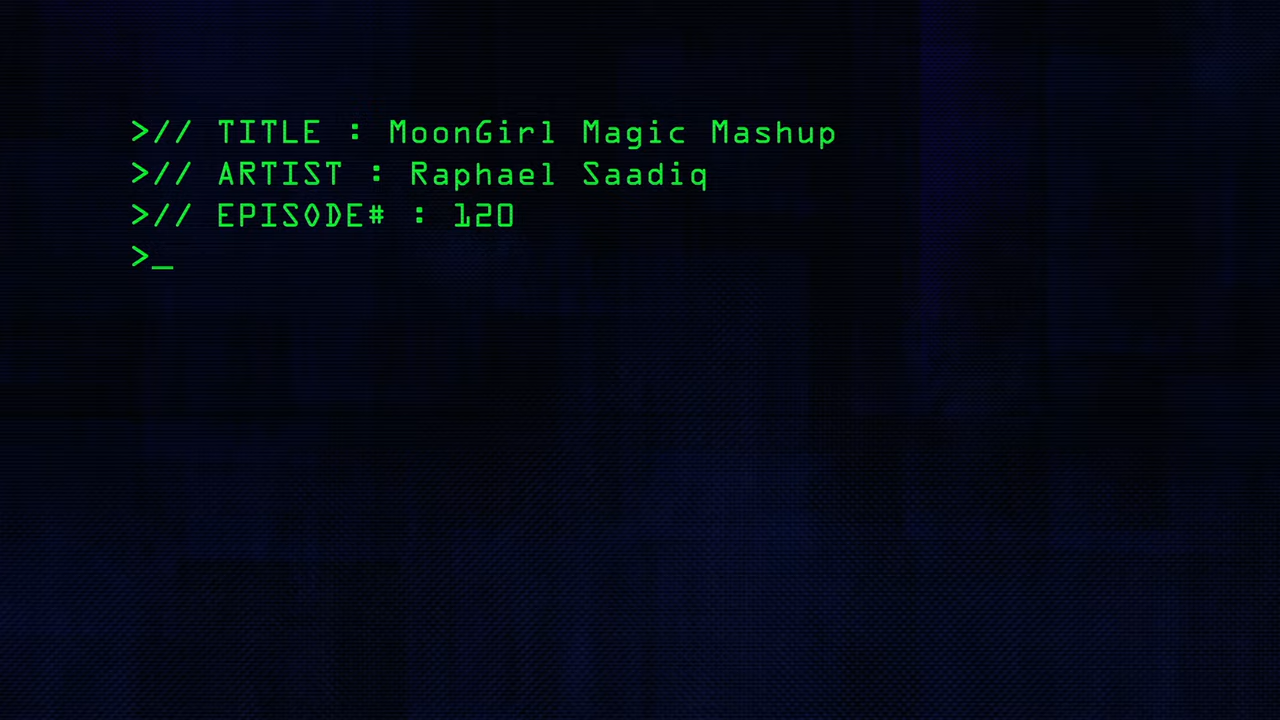 >// TITLE : MoonGirl Magic Mashup
>// ARTIST : Raphael Saadiq
>// EPISODE# : 120
>_